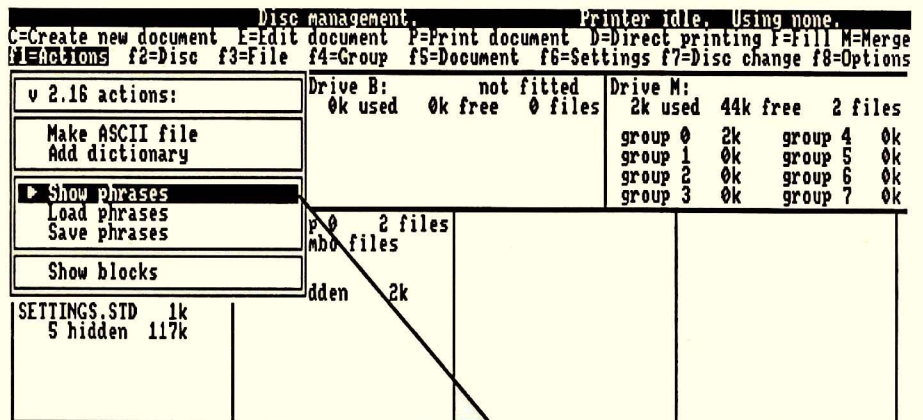 Disc management. Printer idle. Using none.
C=Create new document E=Edit document P=Print document D=Direct printing F=Fill M=Merge
f1=Actions f2=Disc f3=File f4=Group f5=Document f6=Settings f7=Disc change f8=Options
v 2.16 actions:
Make ASCII file
Add dictionary
Show phrases
Load phrases
Save phrases
Show blocks
Drive B: not fitted
0k used 0k free 0 files
Drive M:
2k used 44k free 2 files
group 0 2k group 4 0k
group 1 0k group 5 0k
group 2 0k group 6 0k
group 3 0k group 7 0k
p 0 2 files
mbo files
dden 2k
SETTINGS.STD 1k
5 hidden 117k